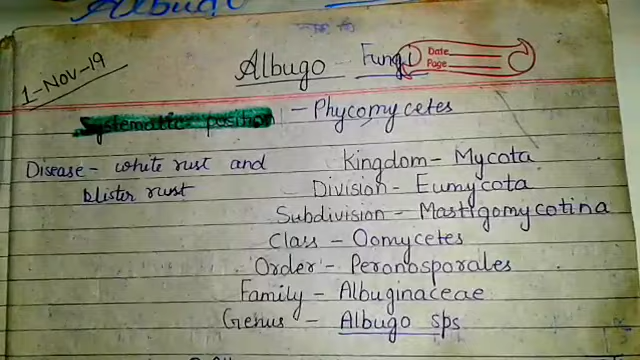 Albugo
Albugo Fungi
Date
Page
1-NOV-19
Systematic position - Phycomycetes
Disease - white rust and
blister rust
Kingdom - Mycota
Division - Eumycota
Subdivision - Mastigomycotina
Class - Oomycetes
Order - Peronosporales
Family - Albuginaceae
Genus - Albugo sps